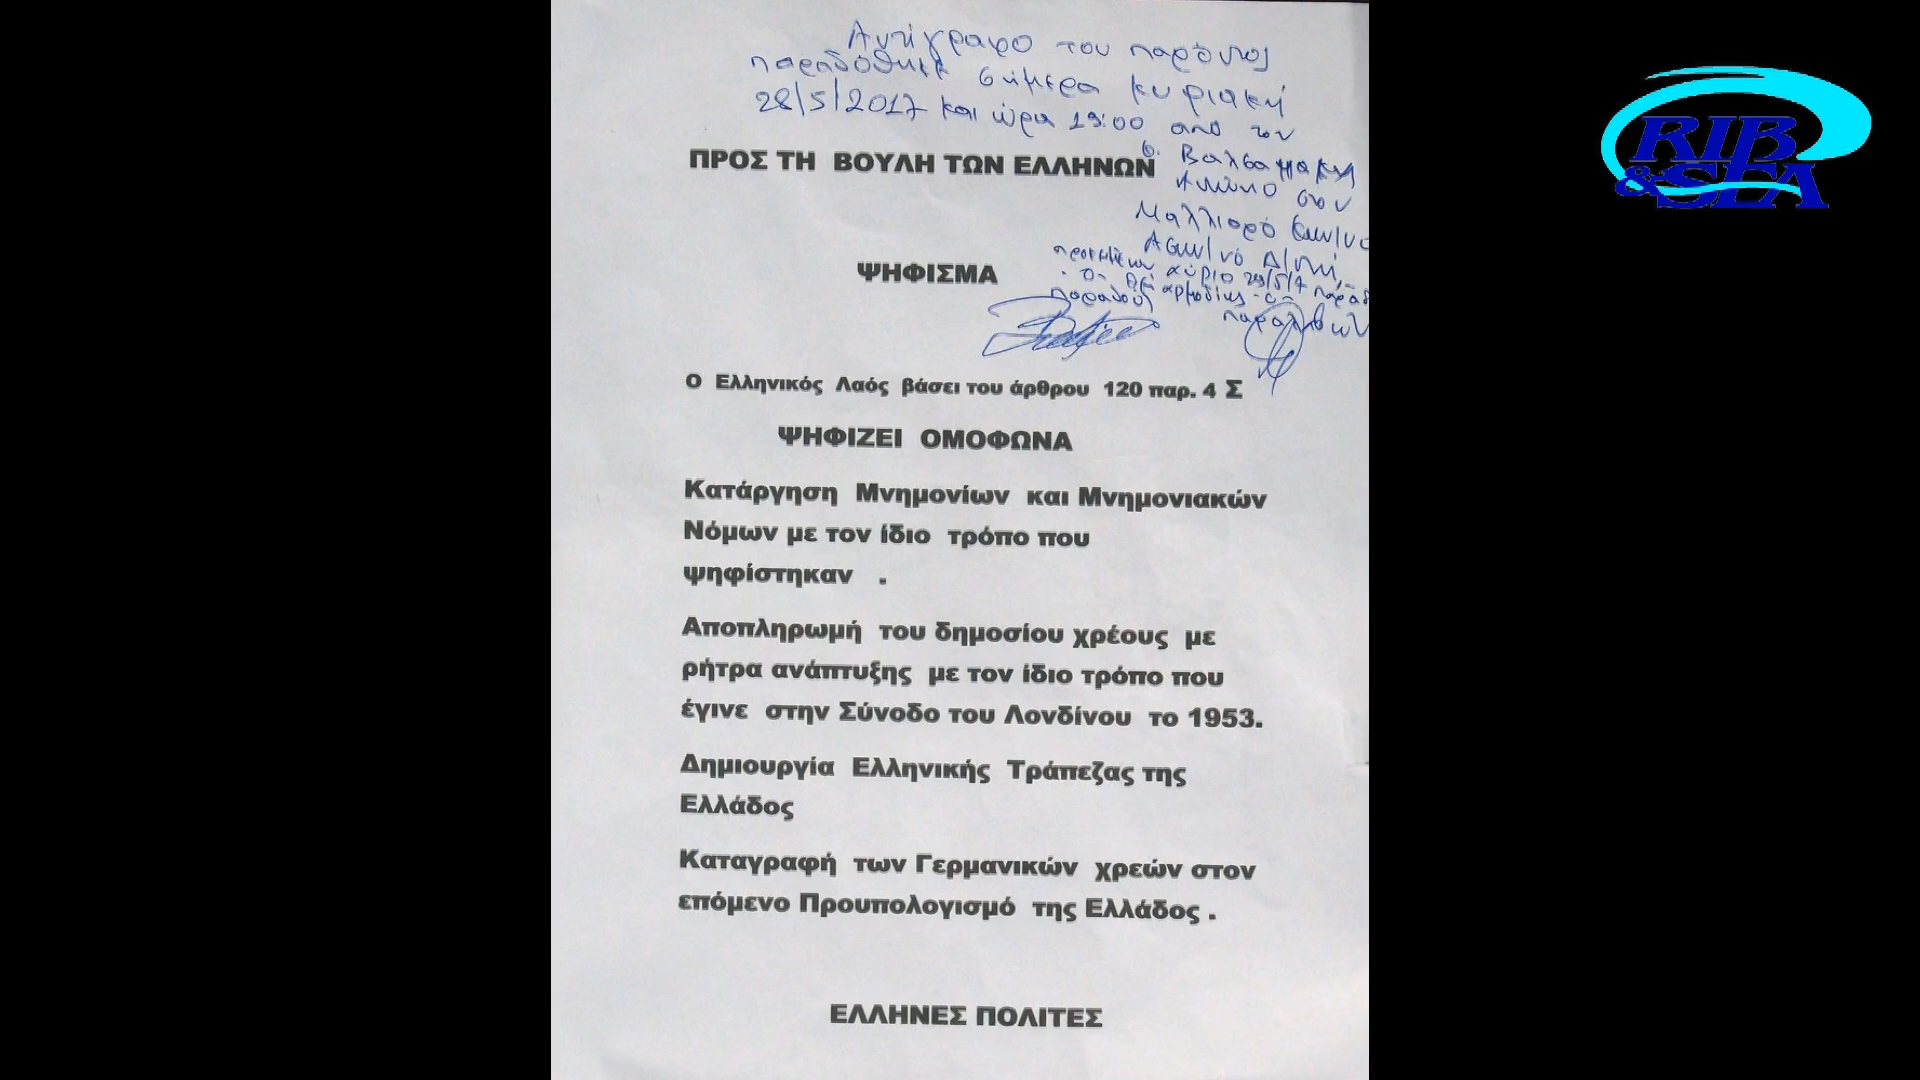 Αντίγραφο του παρόντος
παραδόθηκε σήμερα κυριακή
28/5/2017 και ώρα 19:00 από τον
ΠΡΟΣ ΤΗ ΒΟΥΛΗ ΤΩΝ ΕΛΛΗΝΩΝ
στον
Μαλλιορό
ΨΗΦΙΣΜΑ
αύριο
Ο Ελληνικός Λαός βάσει του άρθρου 120 παρ. 4 Σ
ΨΗΦΙΖΕΙ ΟΜΟΦΩΝΑ
Κατάργηση Μνημονίων και Μνημονιακών
Νόμων με τον ίδιο τρόπο που
ψηφίστηκαν .
Αποπληρωμή του δημοσίου χρέους με
ρήτρα ανάπτυξης με τον ίδιο τρόπο που
έγινε στην Σύνοδο του Λονδίνου το 1953.
Δημιουργία Ελληνικής Τράπεζας της
Ελλάδος
Καταγραφή των Γερμανικών χρεών στον
επόμενο Προυπολογισμό της Ελλάδος .
ΕΛΛΗΝΕΣ ΠΟΛΙΤΕΣ
RIB
&SEA